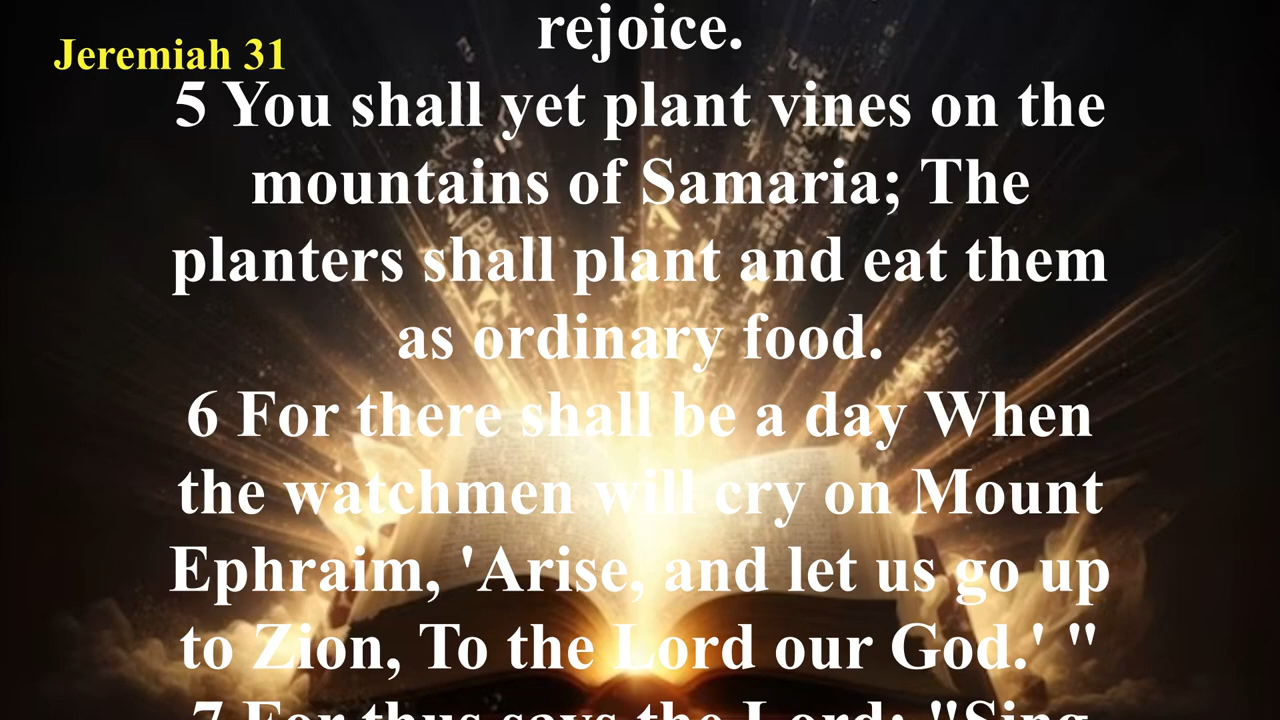 rejoice.
Jeremiah 31
5 You shall yet plant vines on the
mountains of Samaria; The
planters shall plant and eat them
as ordinary food.
6 For there shall be a day When
the watchmen will cry on Mount
Ephraim, 'Arise, and let us go up
to Zion, To the Lord our God.' "
7 For thus says the Lord: "Sing